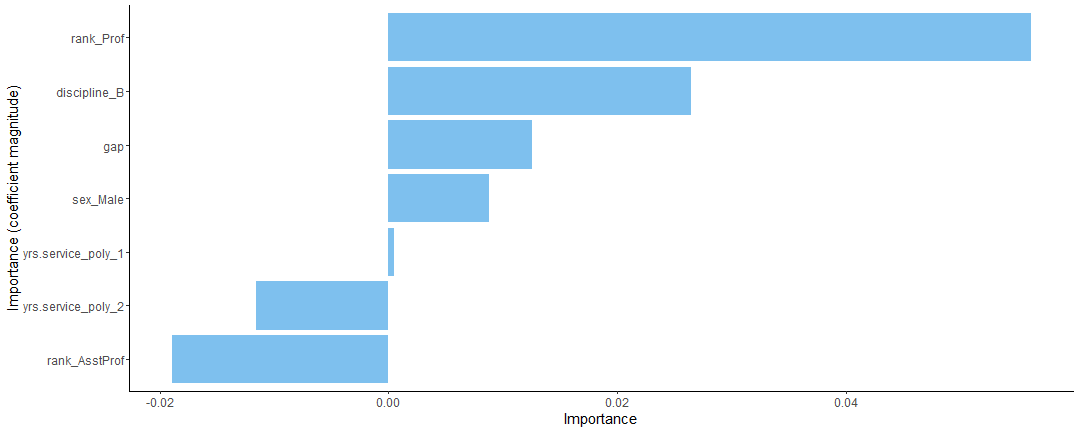 Importance (coefficient magnitude)
rank_Prof
discipline_B
gap
sex_Male
yrs.service_poly_1
yrs.service_poly_2
rank_AsstProf
-0.02 0.00 0.02 0.04
Importance